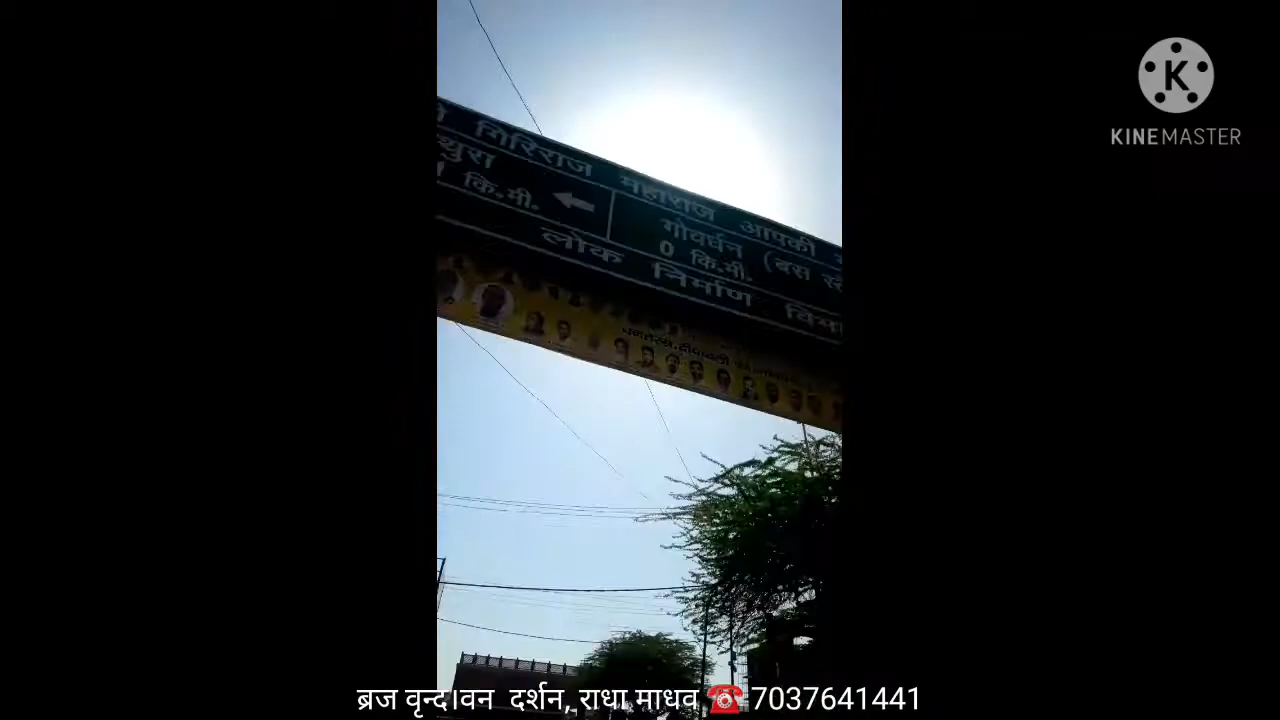 गिरिराज महाराज आपकी
थुरा
कि.मी.
गोवर्धन (बस
0 कि.मी.
लोक निर्माण
KINEMASTER
ब्रज वृन्द।वन दर्शन, राधा माधव ☎ 7037641441